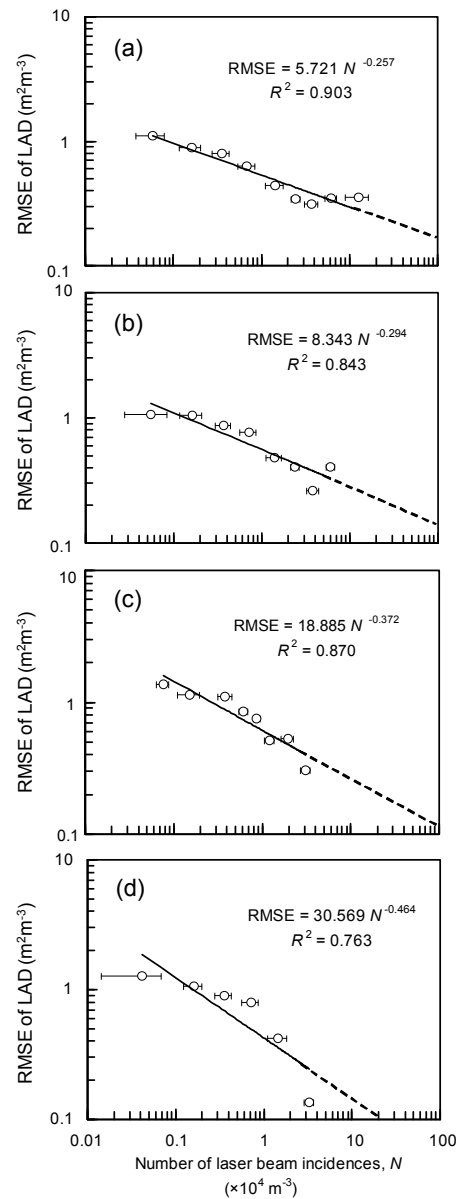 10
(a)
RMSE = 5.721 N -0.257
R² = 0.903
1
0.1
RMSE of LAD (m²m⁻³)
10
(b)
RMSE = 8.343 N -0.294
R² = 0.843
1
0.1
RMSE of LAD (m²m⁻³)
10
(c)
RMSE = 18.885 N -0.372
R² = 0.870
1
0.1
RMSE of LAD (m²m⁻³)
10
(d)
RMSE = 30.569 N -0.464
R² = 0.763
1
0.1
RMSE of LAD (m²m⁻³)
0.01 0.1 1 10 100
Number of laser beam incidences, N
(×10⁴ m⁻³)